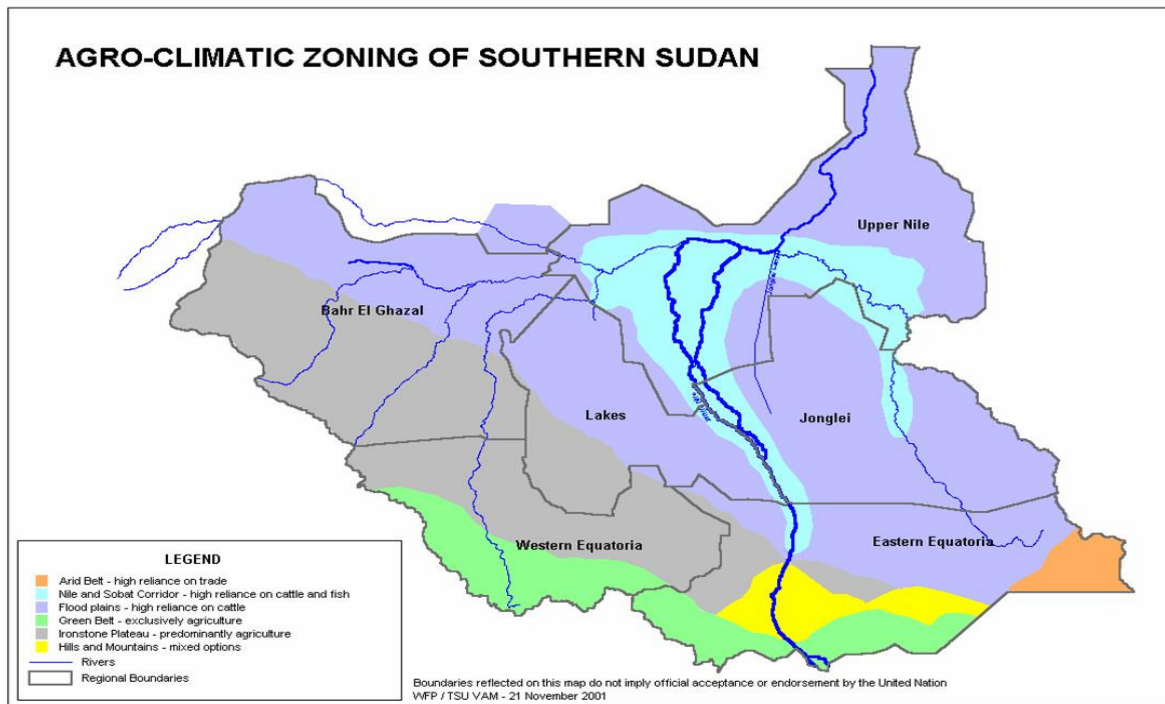 AGRO-CLIMATIC ZONING OF SOUTHERN SUDAN
Upper Nile
Bahr El Ghazal
Lakes
Jonglei
Western Equatoria
Eastern Equatoria
LEGEND
Arid Belt - high reliance on trade
Nile and Sobat Corridor - high reliance on cattle and fish
Flood plains - high reliance on cattle
Green Belt - exclusively agriculture
Ironstone Plateau - predominantly agriculture
Hills and Mountains - mixed options
Rivers
Regional Boundaries
Boundaries reflected on this map do not imply official acceptance or endorsement by the United Nation
WFP / TSU VAM - 21 November 2001